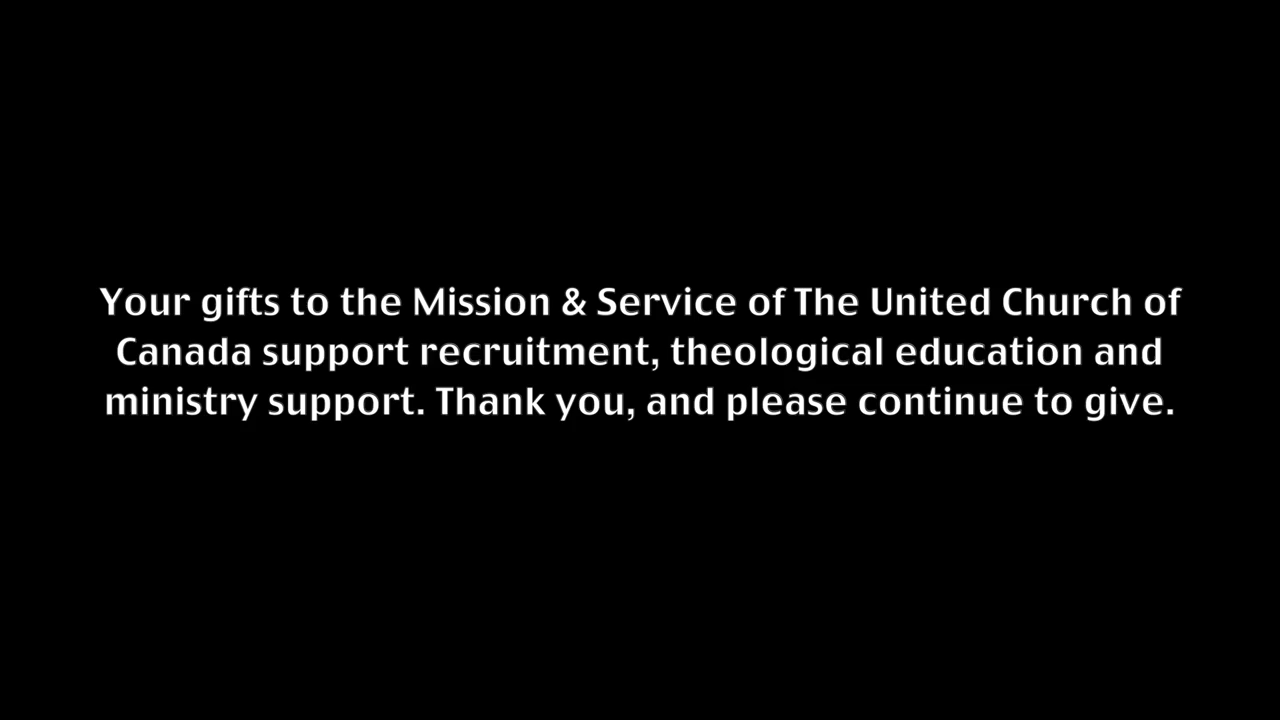 Your gifts to the Mission & Service of The United Church of
Canada support recruitment, theological education and
ministry support. Thank you, and please continue to give.